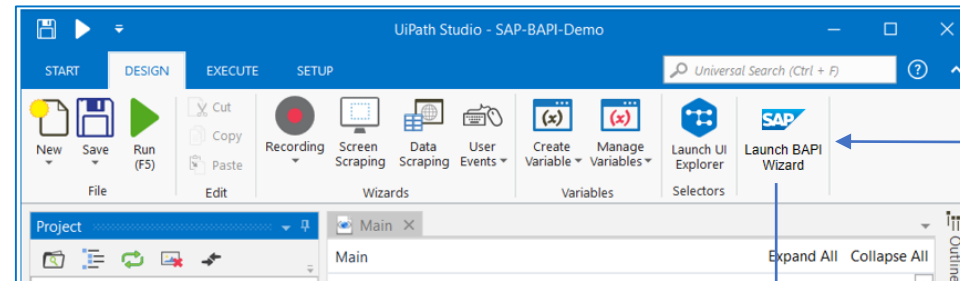 UiPath Studio - SAP-BAPI-Demo
START DESIGN EXECUTE SETUP Universal Search (Ctrl + F) ?
Cut
Copy
Paste
New Save Run (F5)
Recording Screen Scraping Data Scraping User Events
(x) Create Variable (x) Manage Variables
Launch UI Explorer
SAP Launch BAPI Wizard
File Edit Wizards Variables Selectors
Project Main
Main Expand All Collapse All
Outline